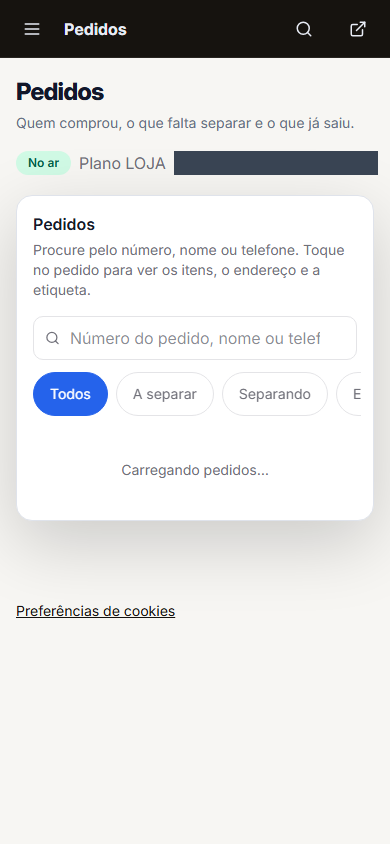 Pedidos
Pedidos
Quem comprou, o que falta separar e o que já saiu.
No ar Plano LOJA
Pedidos
Procure pelo número, nome ou telefone. Toque
no pedido para ver os itens, o endereço e a
etiqueta.
Número do pedido, nome ou telef
Todos A separar Separando E
Carregando pedidos...
Preferências de cookies